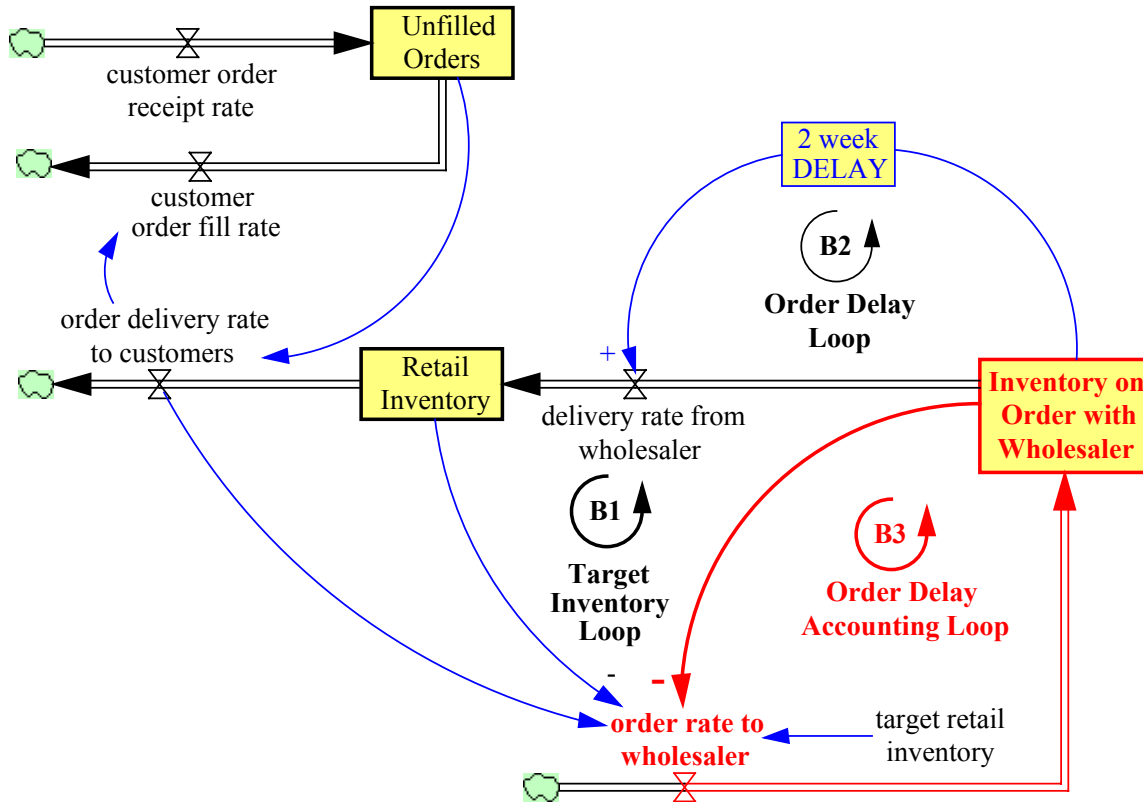 Unfilled
Orders
customer order
receipt rate
2 week
DELAY
customer
order fill rate
B2
Order Delay
Loop
order delivery rate
to customers
+
Retail
Inventory
Inventory on
Order with
Wholesaler
delivery rate from
wholesaler
B1
Target
Inventory
Loop
B3
Order Delay
Accounting Loop
-
-
order rate to
wholesaler
target retail
inventory